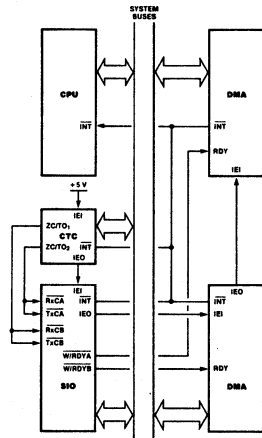 SYSTEM
BUSES
CPU
INT
DMA
INT
RDY
IEI
+5 V
IEI
ZC/TO1
CTC
ZC/TO2
INT
IEO
IEI
RxCA
INT
TxCA
IEO
RxCB
TxCB
W/RDYA
W/RDYB
SIO
IEO
INT
IEI
RDY
DMA